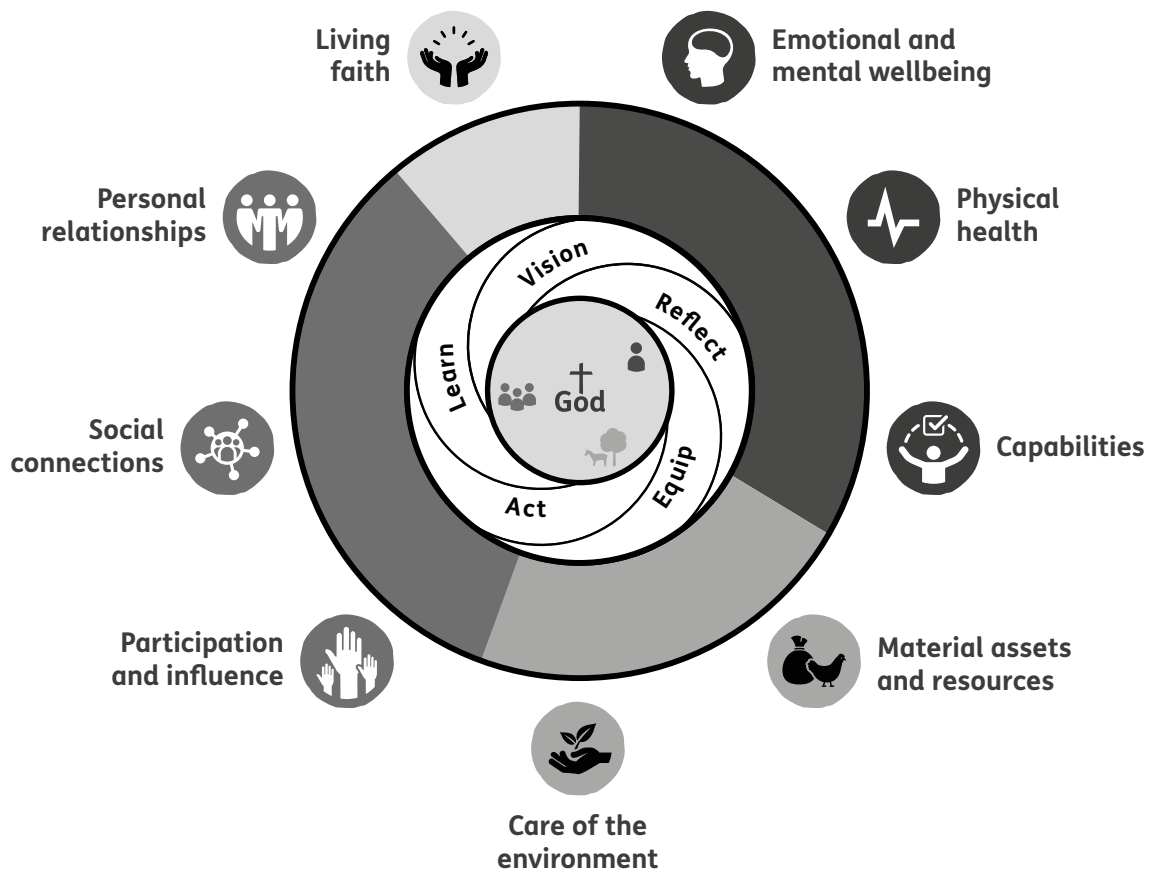 Living
faith
Emotional and
mental wellbeing
Personal
relationships
Physical
health
Vision
Reflect
Learn
God
Social
connections
Capabilities
Equip
Act
Participation
and influence
Material assets
and resources
Care of the
environment